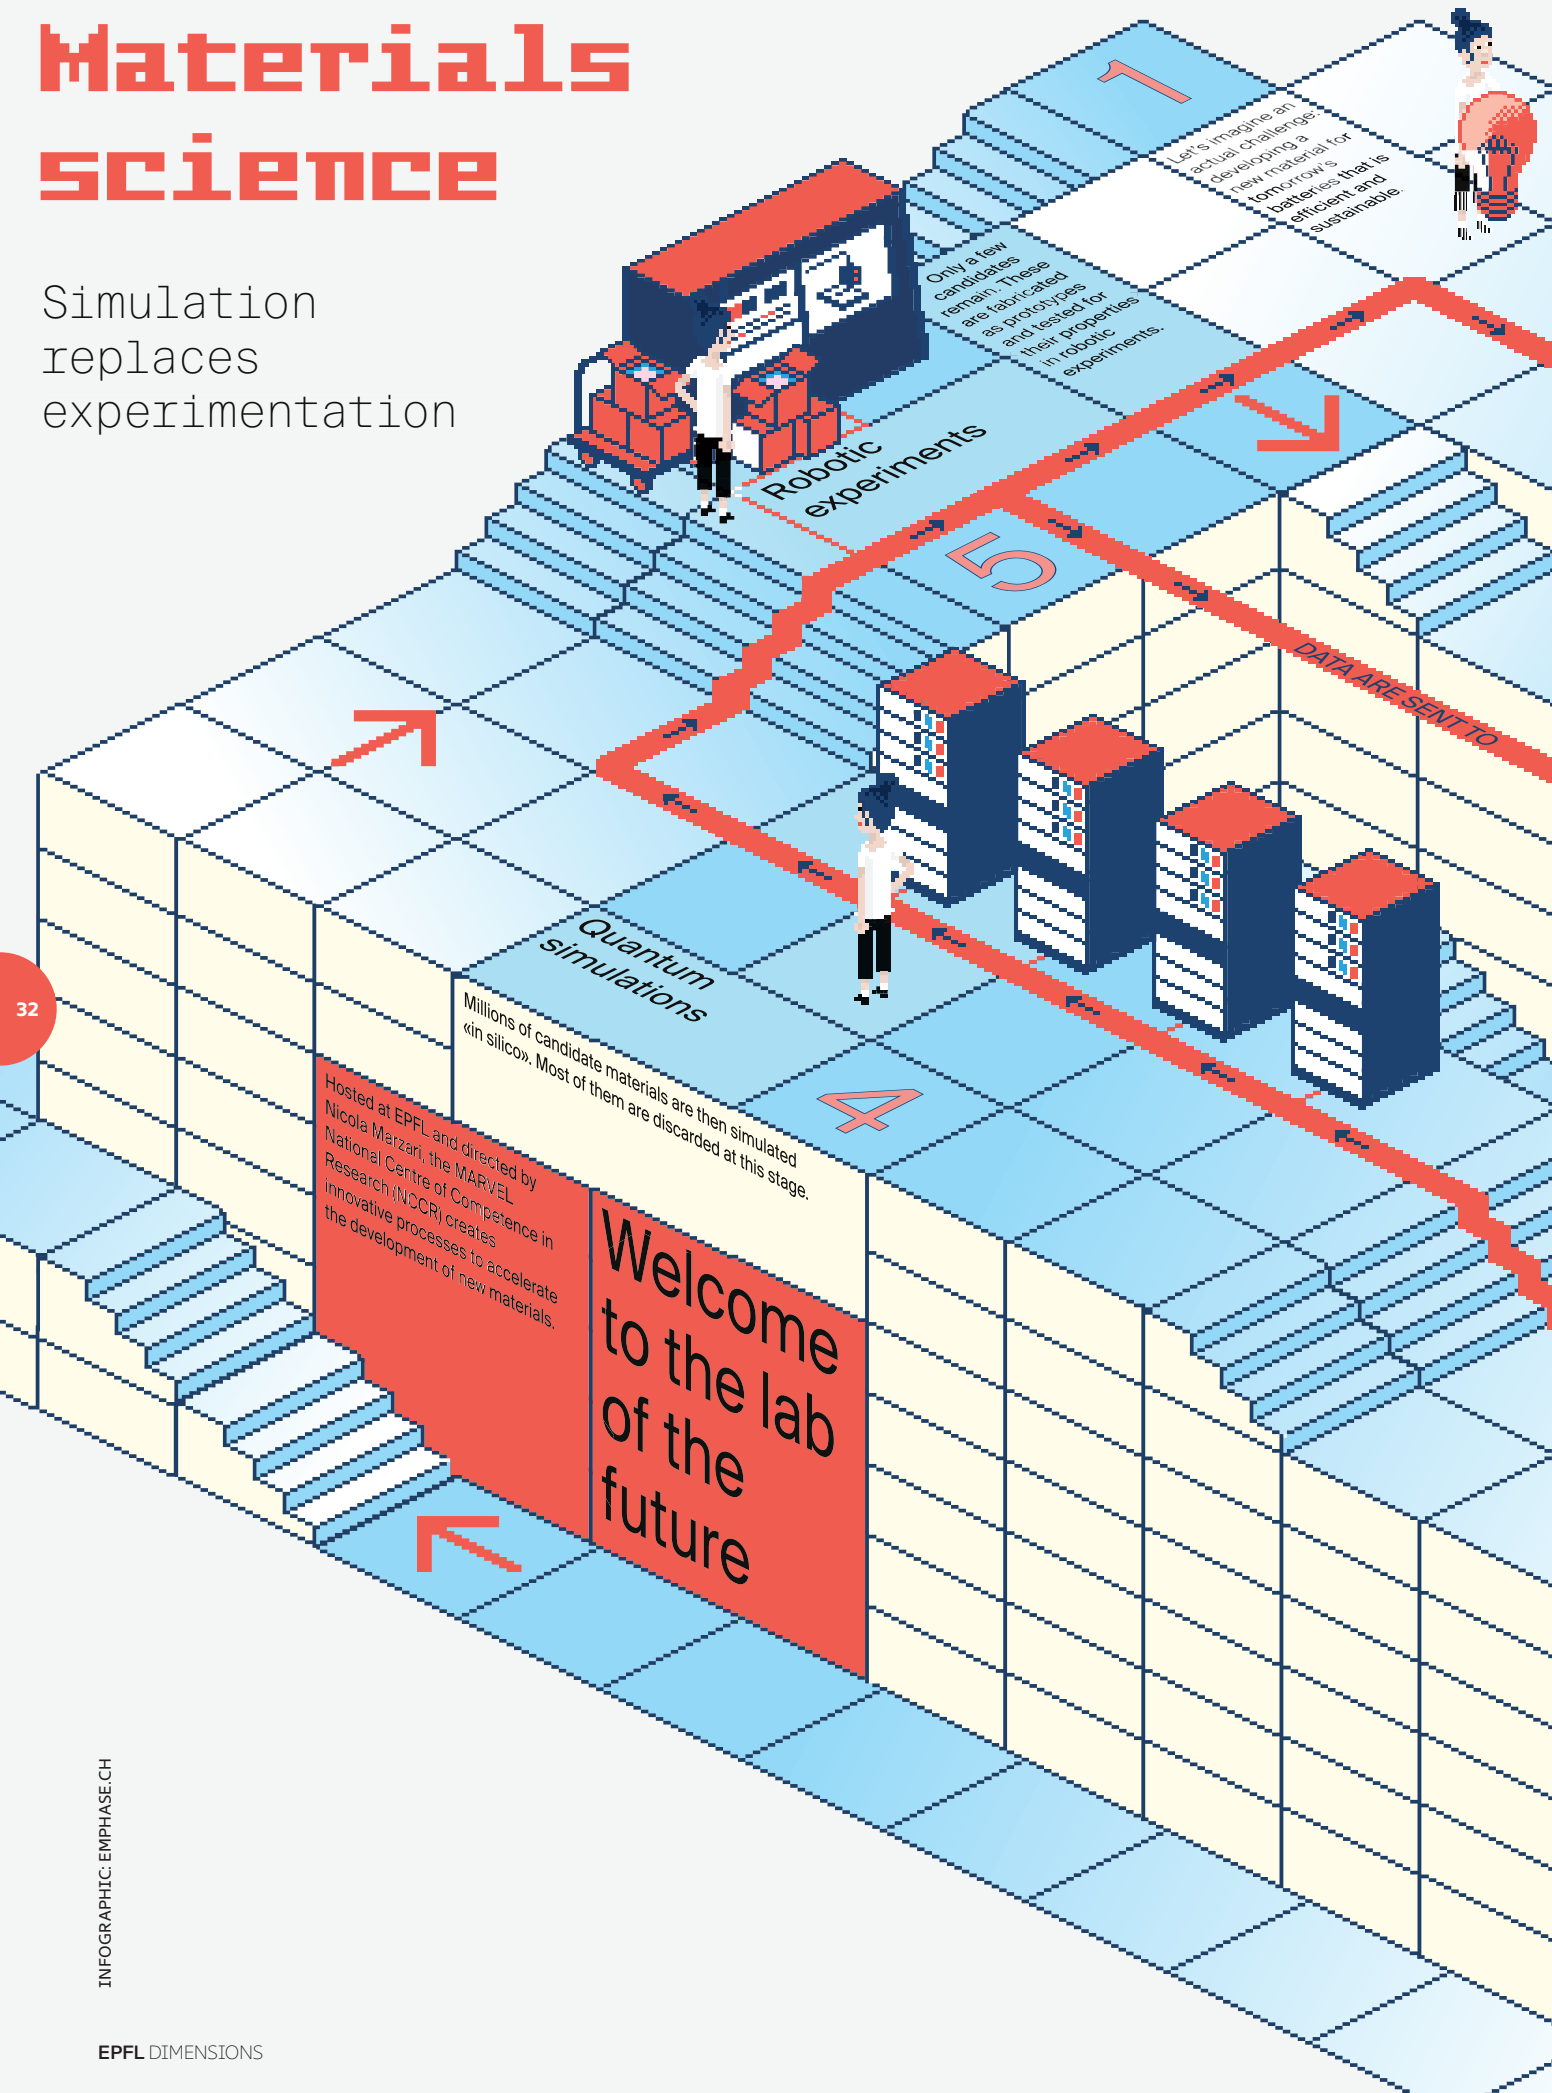 Materials
science
Simulation
replaces
experimentation
1
Let's imagine an
actual challenge:
developing a
new material for
tomorrow's
batteries that is
efficient and
sustainable.
Only a few
candidates
remain. These
are fabricated
as prototypes
and tested for
their properties
in robotic
experiments.
Robotic
experiments
5
DATA ARE SENT TO
Quantum
simulations
Millions of candidate materials are then simulated
«in silico». Most of them are discarded at this stage.
4
32
Hosted at EPFL and directed by
Nicola Marzari, the MARVEL
National Centre of Competence in
Research (NCCR) creates
innovative processes to accelerate
the development of new materials.
Welcome
to the lab
of the
future
INFOGRAPHIC: EMPHASE.CH
EPFL DIMENSIONS